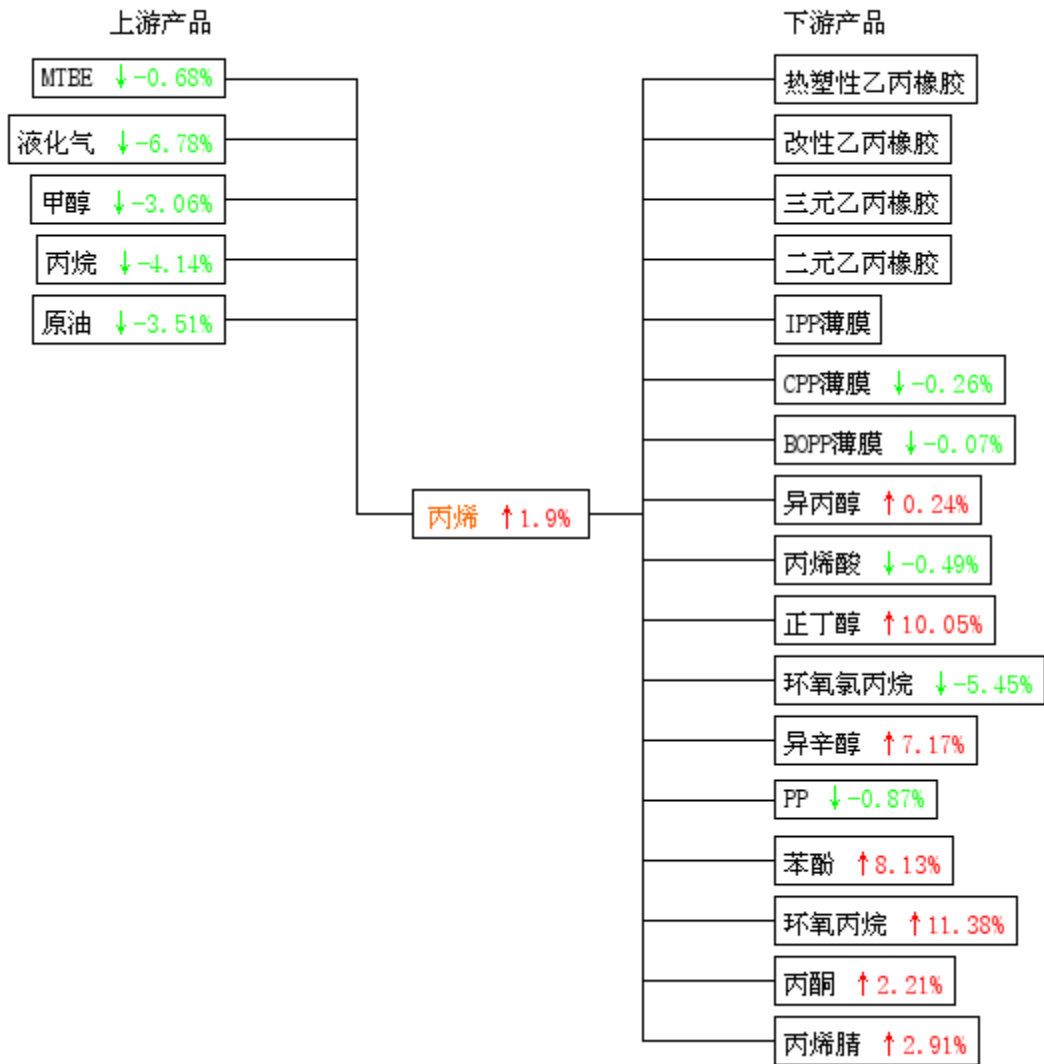 上游产品
MTBE ↓-0.68%
液化气 ↓-6.78%
甲醇 ↓-3.06%
丙烷 ↓-4.14%
原油 ↓-3.51%
丙烯 ↑1.9%
下游产品
热塑性乙丙橡胶
改性乙丙橡胶
三元乙丙橡胶
二元乙丙橡胶
IPP薄膜
CPP薄膜 ↓-0.26%
BOPP薄膜 ↓-0.07%
异丙醇 ↑0.24%
丙烯酸 ↓-0.49%
正丁醇 ↑10.05%
环氧氯丙烷 ↓-5.45%
异辛醇 ↑7.17%
PP ↓-0.87%
苯酚 ↑8.13%
环氧丙烷 ↑11.38%
丙酮 ↑2.21%
丙烯腈 ↑2.91%